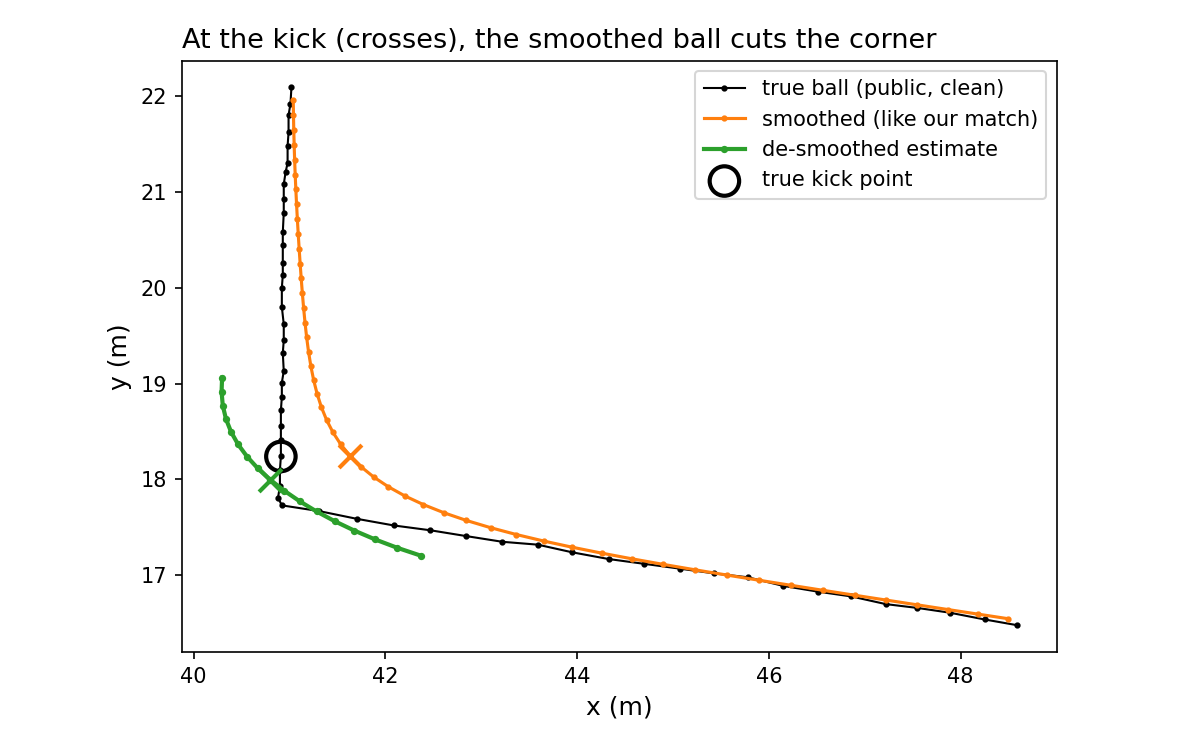 At the kick (crosses), the smoothed ball cuts the corner
true ball (public, clean)
smoothed (like our match)
de-smoothed estimate
true kick point
22
21
20
19
18
17
y (m)
40 42 44 46 48
x (m)